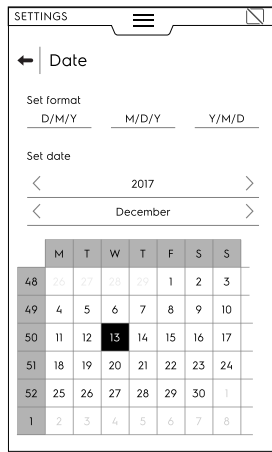 SETTINGS
Date
Set format
D/M/Y M/D/Y Y/M/D
Set date
2017
December
M T W T F S S
48 26 27 28 29 1 2 3
49 4 5 6 7 8 9 10
50 11 12 13 14 15 16 17
51 18 19 20 21 22 23 24
52 25 26 27 28 29 30 1
1 2 3 4 5 6 7 8